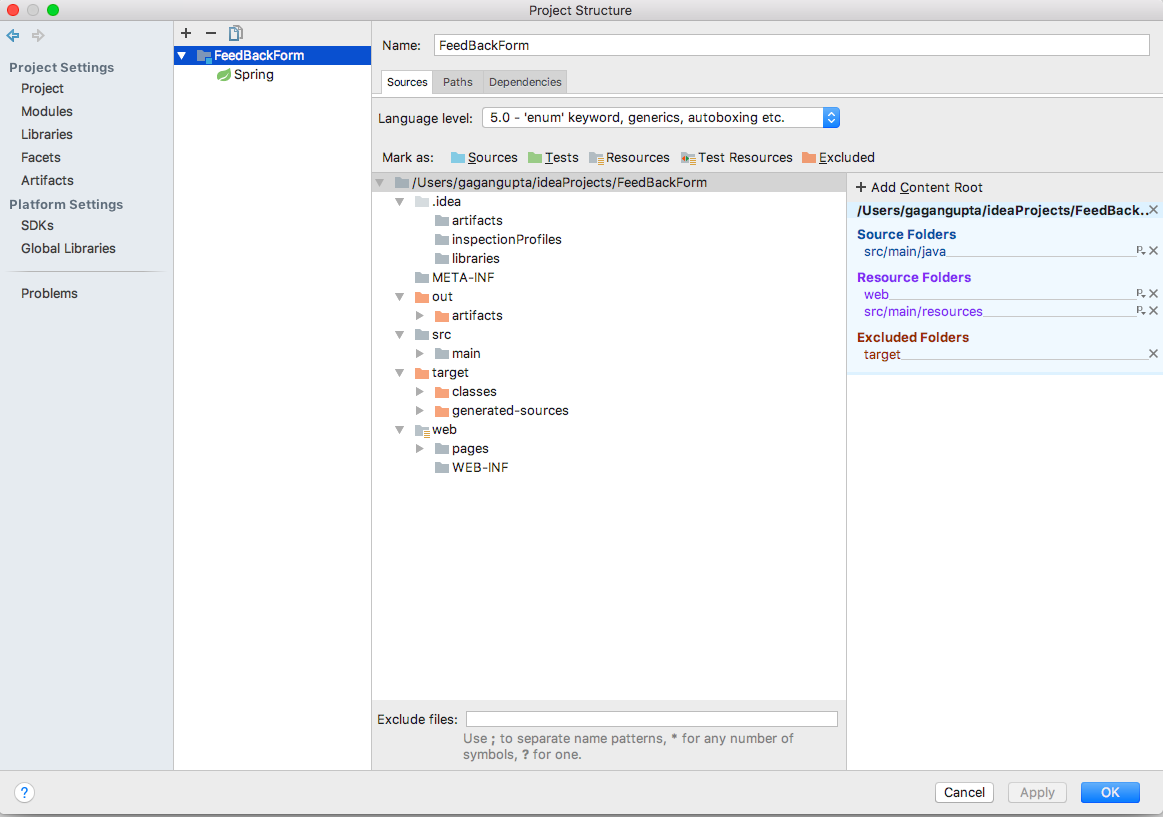 Project Structure
Project Settings
Project
Modules
Libraries
Facets
Artifacts
Platform Settings
SDKs
Global Libraries
Problems
FeedBackForm
Spring
Name: FeedBackForm
Sources Paths Dependencies
Language level: 5.0 - 'enum' keyword, generics, autoboxing etc.
Mark as: Sources Tests Resources Test Resources Excluded
/Users/gagangupta/ideaProjects/FeedBackForm
.idea
artifacts
inspectionProfiles
libraries
META-INF
out
artifacts
src
main
target
classes
generated-sources
web
pages
WEB-INF
+ Add Content Root
/Users/gagangupta/ideaProjects/FeedBack...
Source Folders
src/main/java
Resource Folders
web
src/main/resources
Excluded Folders
target
Exclude files:
Use ; to separate name patterns, * for any number of
symbols, ? for one.
?
Cancel Apply OK